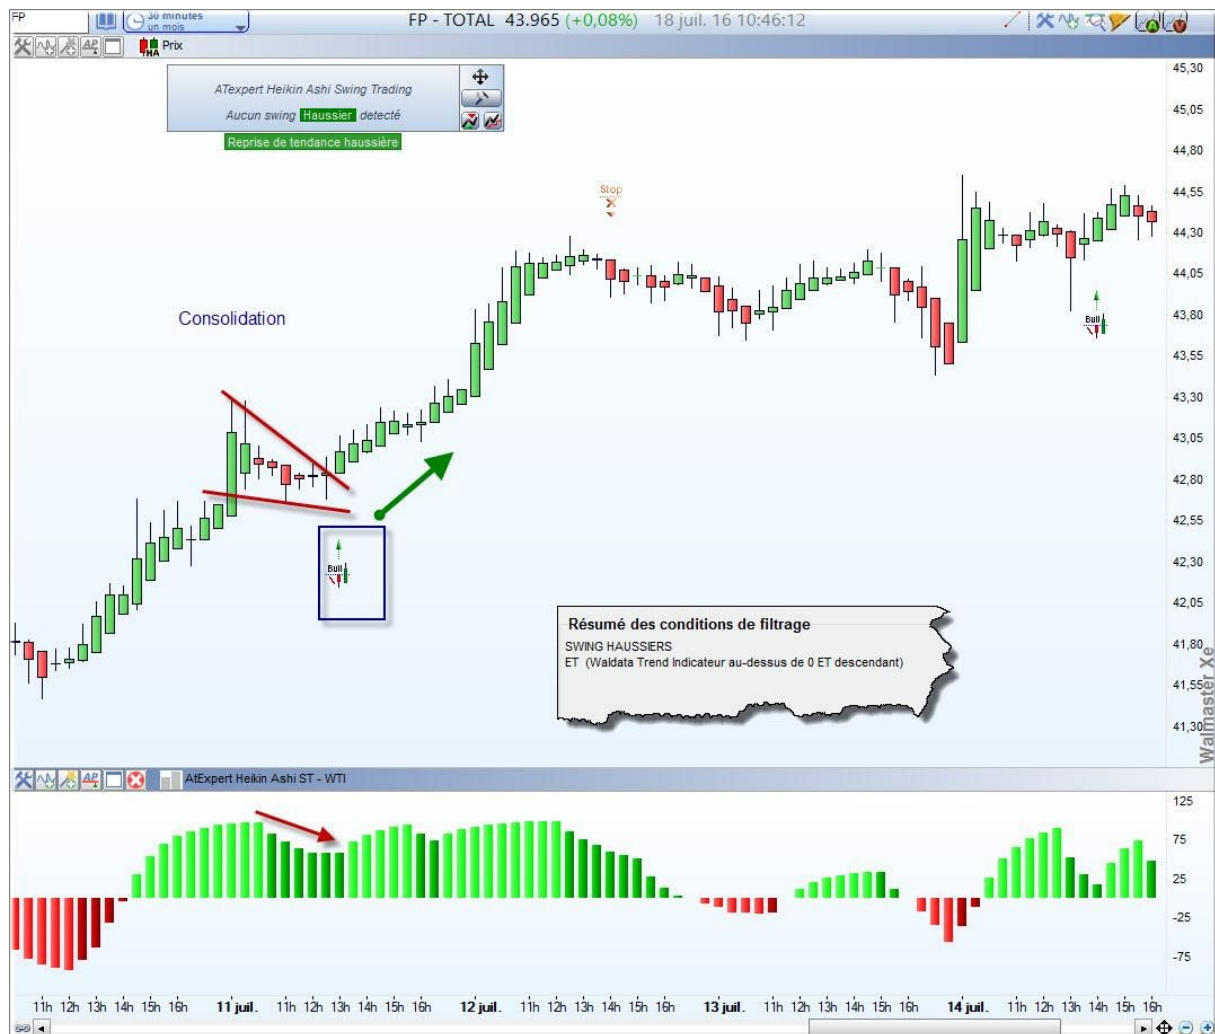 FP
30 minutes
un mois
FP - TOTAL 43.965 (+0,08%) 18 juil. 16 10:46:12
AP
HA
Prix
ATexpert Heikin Ashi Swing Trading
Aucun swing Haussier detecté
Reprise de tendance haussière
45,30
45,05
44,80
44,55
44,30
44,05
43,80
43,55
43,30
43,05
42,80
42,55
42,30
42,05
41,80
41,55
41,30
Stop
Consolidation
Bull
Bull
Résumé des conditions de filtrage
SWING HAUSSIERS
ET (Waldata Trend Indicateur au-dessus de 0 ET descendant)
Walmaster Xe
AP
AtExpert Heikin Ashi ST - WTI
125
75
25
-25
-75
11h 12h 13h 14h 15h 16h 11 juil. 11h 12h 13h 14h 15h 16h 12 juil. 11h 12h 13h 14h 15h 16h 13 juil. 11h 12h 13h 14h 15h 16h 14 juil. 11h 12h 13h 14h 15h 16h